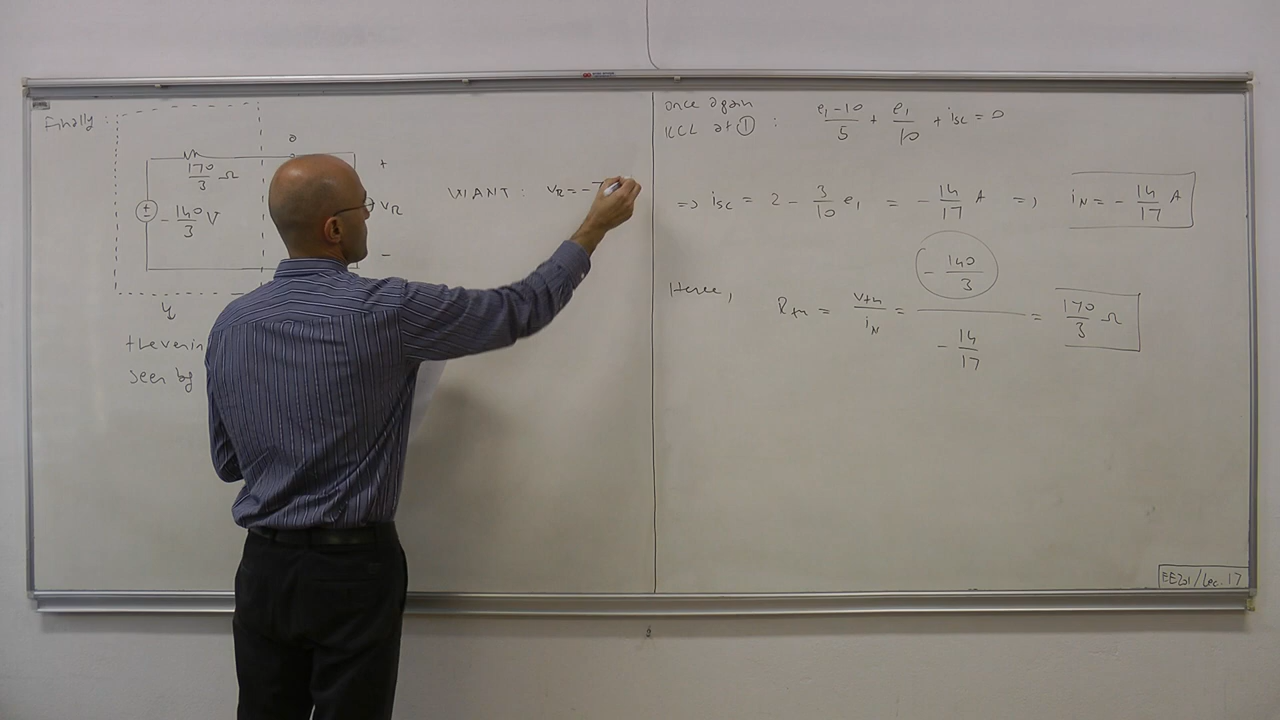 Finally:
a
170/3 Ω
+
± -140/3 V
VR
-
thevenin
seen by
WANT: VR = -7
once again
KCL at ①: (e1-10)/5 + e1/10 + isc = 0
=> isc = 2 - 3/10 e1 = -14/17 A => iN = -14/17 A
Hence, Rth = Vth/iN = (-140/3)/(-14/17) = 170/3 Ω
EE201/Lec.17